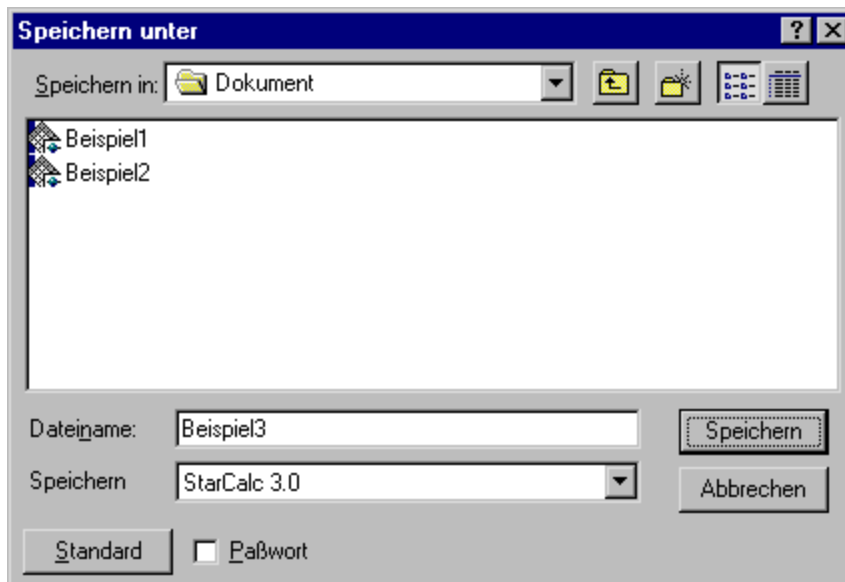 Speichern unter
Speichern in: Dokument
Beispiel1
Beispiel2
Dateiname: Beispiel3 Speichern
Speichern StarCalc 3.0 Abbrechen
Standard Paßwort